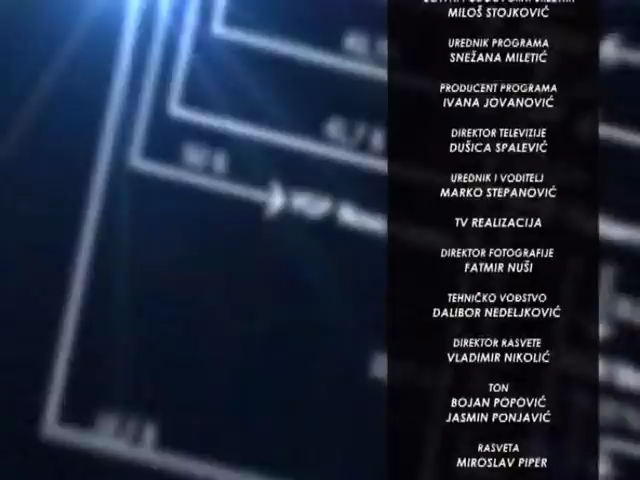 MILOŠ STOJKOVIĆ
UREDNIK PROGRAMA
SNEŽANA MILETIĆ
PRODUCENT PROGRAMA
IVANA JOVANOVIĆ
DIREKTOR TELEVIZIJE
DUŠICA SPALEVIĆ
UREDNIK I VODITELJ
MARKO STEPANOVIĆ
TV REALIZACIJA
DIREKTOR FOTOGRAFIJE
FATMIR NUŠI
TEHNIČKO VOĐSTVO
DALIBOR NEDELJKOVIĆ
DIREKTOR RASVETE
VLADIMIR NIKOLIĆ
TON
BOJAN POPOVIĆ
JASMIN PONJAVIĆ
RASVETA
MIROSLAV PIPER